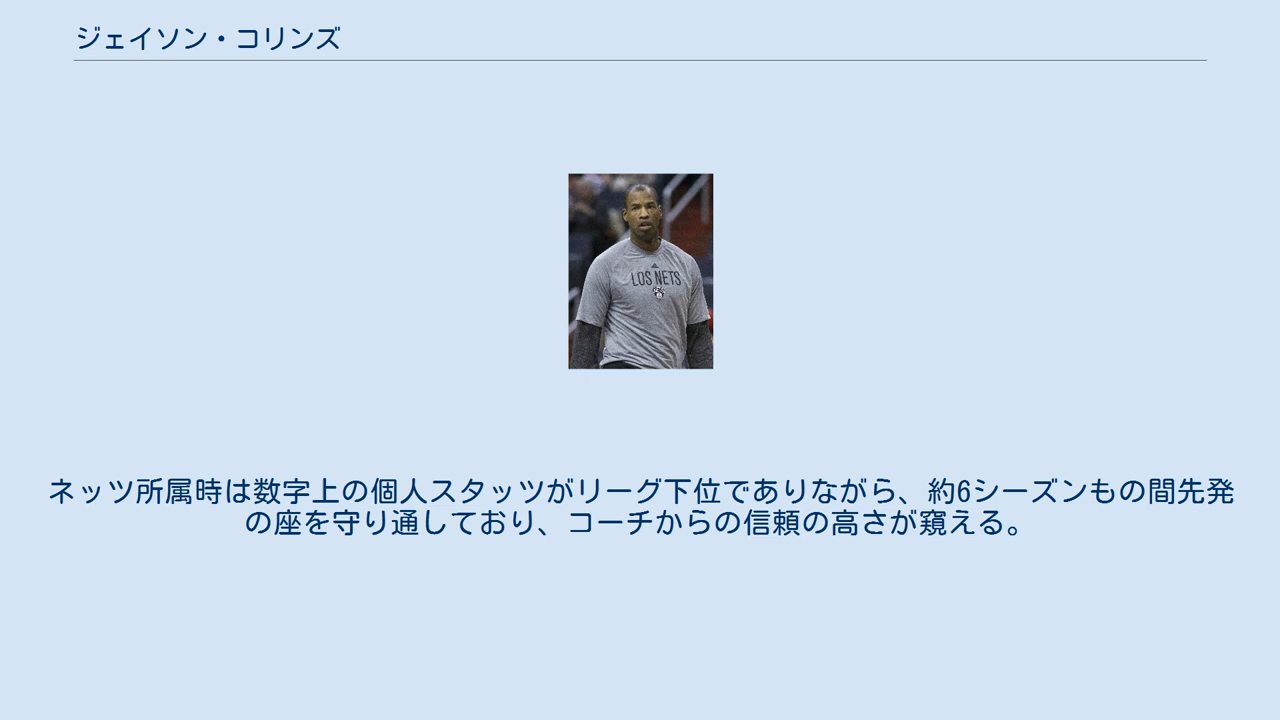 ジェイソン・コリンズ
LOS NETS
ネッツ所属時は数字上の個人スタッツがリーグ下位でありながら、約6シーズンもの間先発
の座を守り通しており、コーチからの信頼の高さが窺える。